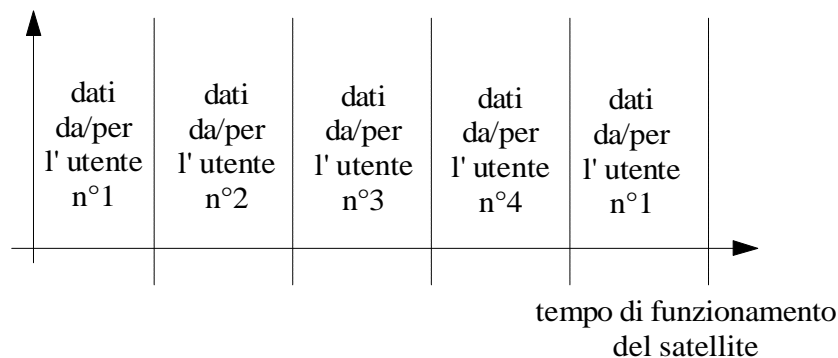 dati
da/per
l' utente
n°1
dati
da/per
l' utente
n°2
dati
da/per
l' utente
n°3
dati
da/per
l' utente
n°4
dati
da/per
l' utente
n°1
tempo di funzionamento
del satellite